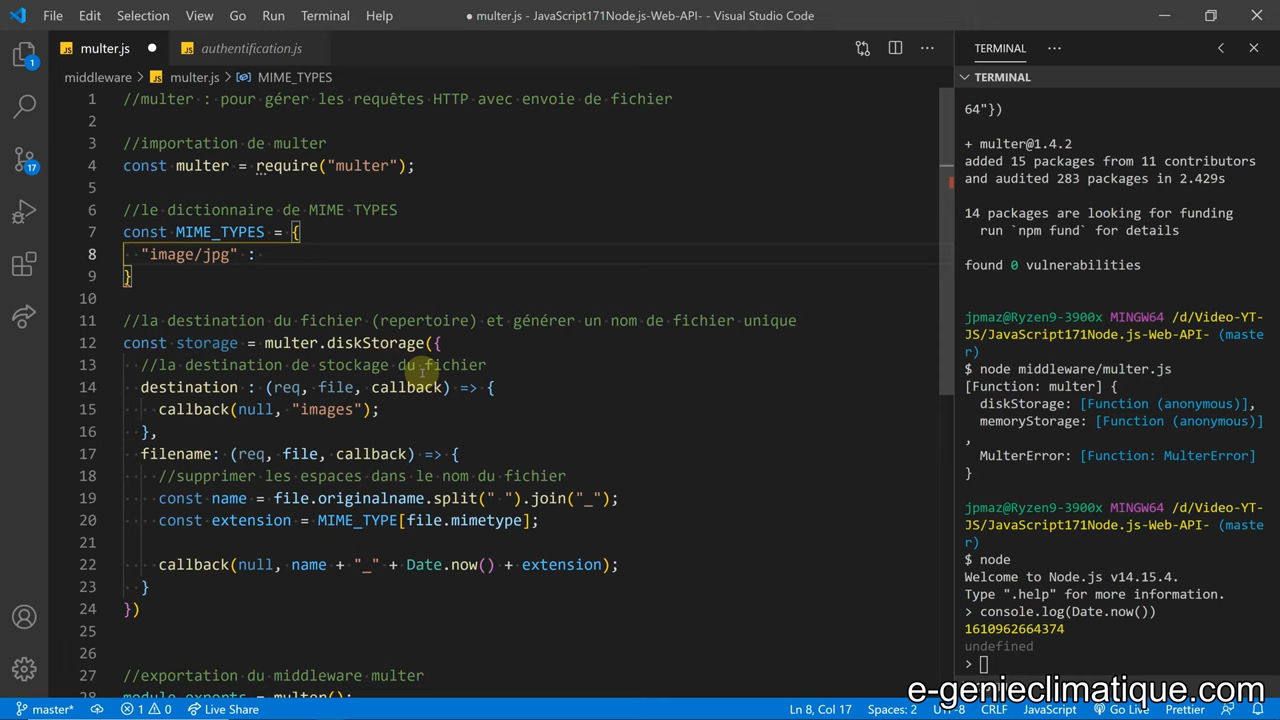 File Edit Selection View Go Run Terminal Help
● multer.js - JavaScript171Node.js-Web-API- - Visual Studio Code
JS multer.js ●
JS authentification.js
middleware > JS multer.js > MIME_TYPES
1 //multer : pour gérer les requêtes HTTP avec envoie de fichier
2
3 //importation de multer
4 const multer = require("multer");
5
6 //le dictionnaire de MIME TYPES
7 const MIME_TYPES = {
8 "image/jpg" :
9 }
10
11 //la destination du fichier (repertoire) et générer un nom de fichier unique
12 const storage = multer.diskStorage({
13 //la destination de stockage du fichier
14 destination : (req, file, callback) => {
15 callback(null, "images");
16 },
17 filename: (req, file, callback) => {
18 //supprimer les espaces dans le nom du fichier
19 const name = file.originalname.split(" ").join("_");
20 const extension = MIME_TYPE[file.mimetype];
21
22 callback(null, name + "_" + Date.now() + extension);
23 }
24 })
25
26
27 //exportation du middleware multer
28 module.exports = multer();
1
17
TERMINAL ...
TERMINAL
64"})
+ multer@1.4.2
added 15 packages from 11 contributors
and audited 283 packages in 2.429s
14 packages are looking for funding
run `npm fund` for details
found 0 vulnerabilities
jpmaz@Ryzen9-3900x MINGW64 /d/Video-YT-
JS/JavaScript171Node.js-Web-API- (maste
r)
$ node middleware/multer.js
[Function: multer] {
diskStorage: [Function (anonymous)],
memoryStorage: [Function (anonymous)]
,
MulterError: [Function: MulterError]
}
jpmaz@Ryzen9-3900x MINGW64 /d/Video-YT-
JS/JavaScript171Node.js-Web-API- (maste
r)
$ node
Welcome to Node.js v14.15.4.
Type ".help" for more information.
> console.log(Date.now())
1610962664374
undefined
>
e-genieclimatique.com
master* 1 0 Live Share
Ln 8, Col 17 Spaces: 2 UTF-8 CRLF JavaScript Go Live Prettier